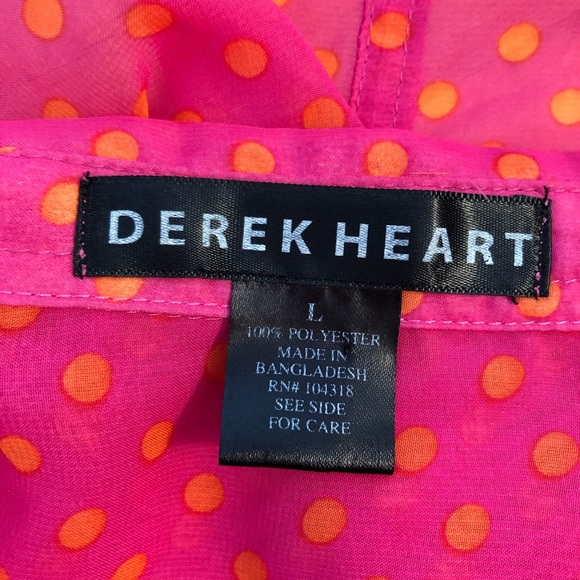 DEREK HEART
L
100% POLYESTER
MADE IN
BANGLADESH
RN# 104318
SEE SIDE
FOR CARE